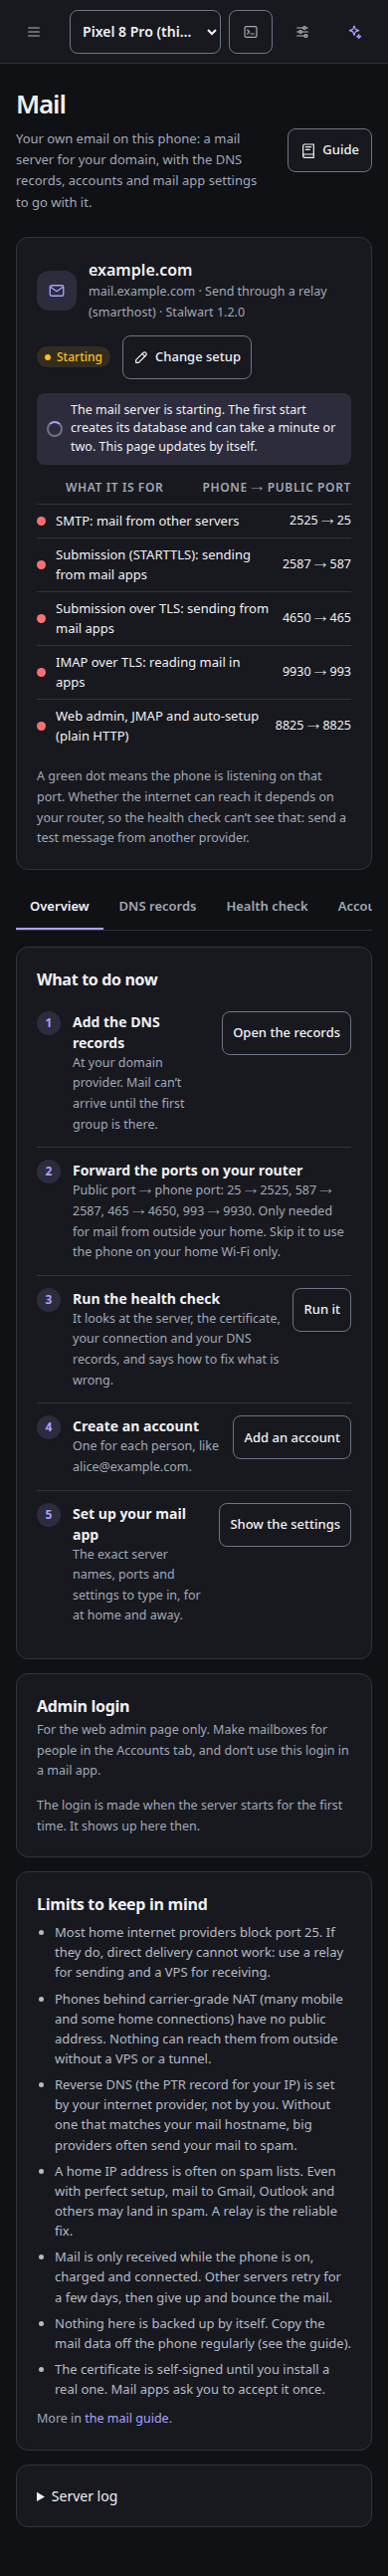 Pixel 8 Pro (thi...
Mail
Your own email on this phone: a mail
server for your domain, with the DNS
records, accounts and mail app settings
to go with it.
Guide
example.com
mail.example.com · Send through a relay
(smarthost) · Stalwart 1.2.0
Starting
Change setup
The mail server is starting. The first start
creates its database and can take a minute or
two. This page updates by itself.
WHAT IT IS FOR PHONE → PUBLIC PORT
SMTP: mail from other servers 2525 → 25
Submission (STARTTLS): sending
from mail apps 2587 → 587
Submission over TLS: sending from
mail apps 4650 → 465
IMAP over TLS: reading mail in
apps 9930 → 993
Web admin, JMAP and auto-setup
(plain HTTP) 8825 → 8825
A green dot means the phone is listening on that
port. Whether the internet can reach it depends on
your router, so the health check can't see that: send a
test message from another provider.
Overview DNS records Health check Accou
What to do now
1 Add the DNS
records
At your domain
provider. Mail can't
arrive until the first
group is there.
Open the records
2 Forward the ports on your router
Public port → phone port: 25 → 2525, 587 →
2587, 465 → 4650, 993 → 9930. Only needed
for mail from outside your home. Skip it to use
the phone on your home Wi-Fi only.
3 Run the health check
It looks at the server, the certificate,
your connection and your DNS
records, and says how to fix what is
wrong.
Run it
4 Create an account
One for each person, like
alice@example.com.
Add an account
5 Set up your mail
app
The exact server
names, ports and
settings to type in, for
at home and away.
Show the settings
Admin login
For the web admin page only. Make mailboxes for
people in the Accounts tab, and don't use this login in
a mail app.
The login is made when the server starts for the first
time. It shows up here then.
Limits to keep in mind
• Most home internet providers block port 25. If
they do, direct delivery cannot work: use a relay
for sending and a VPS for receiving.
• Phones behind carrier-grade NAT (many mobile
and some home connections) have no public
address. Nothing can reach them from outside
without a VPS or a tunnel.
• Reverse DNS (the PTR record for your IP) is set
by your internet provider, not by you. Without
one that matches your mail hostname, big
providers often send your mail to spam.
• A home IP address is often on spam lists. Even
with perfect setup, mail to Gmail, Outlook and
others may land in spam. A relay is the reliable
fix.
• Mail is only received while the phone is on,
charged and connected. Other servers retry for
a few days, then give up and bounce the mail.
• Nothing here is backed up by itself. Copy the
mail data off the phone regularly (see the guide).
• The certificate is self-signed until you install a
real one. Mail apps ask you to accept it once.
More in the mail guide.
Server log